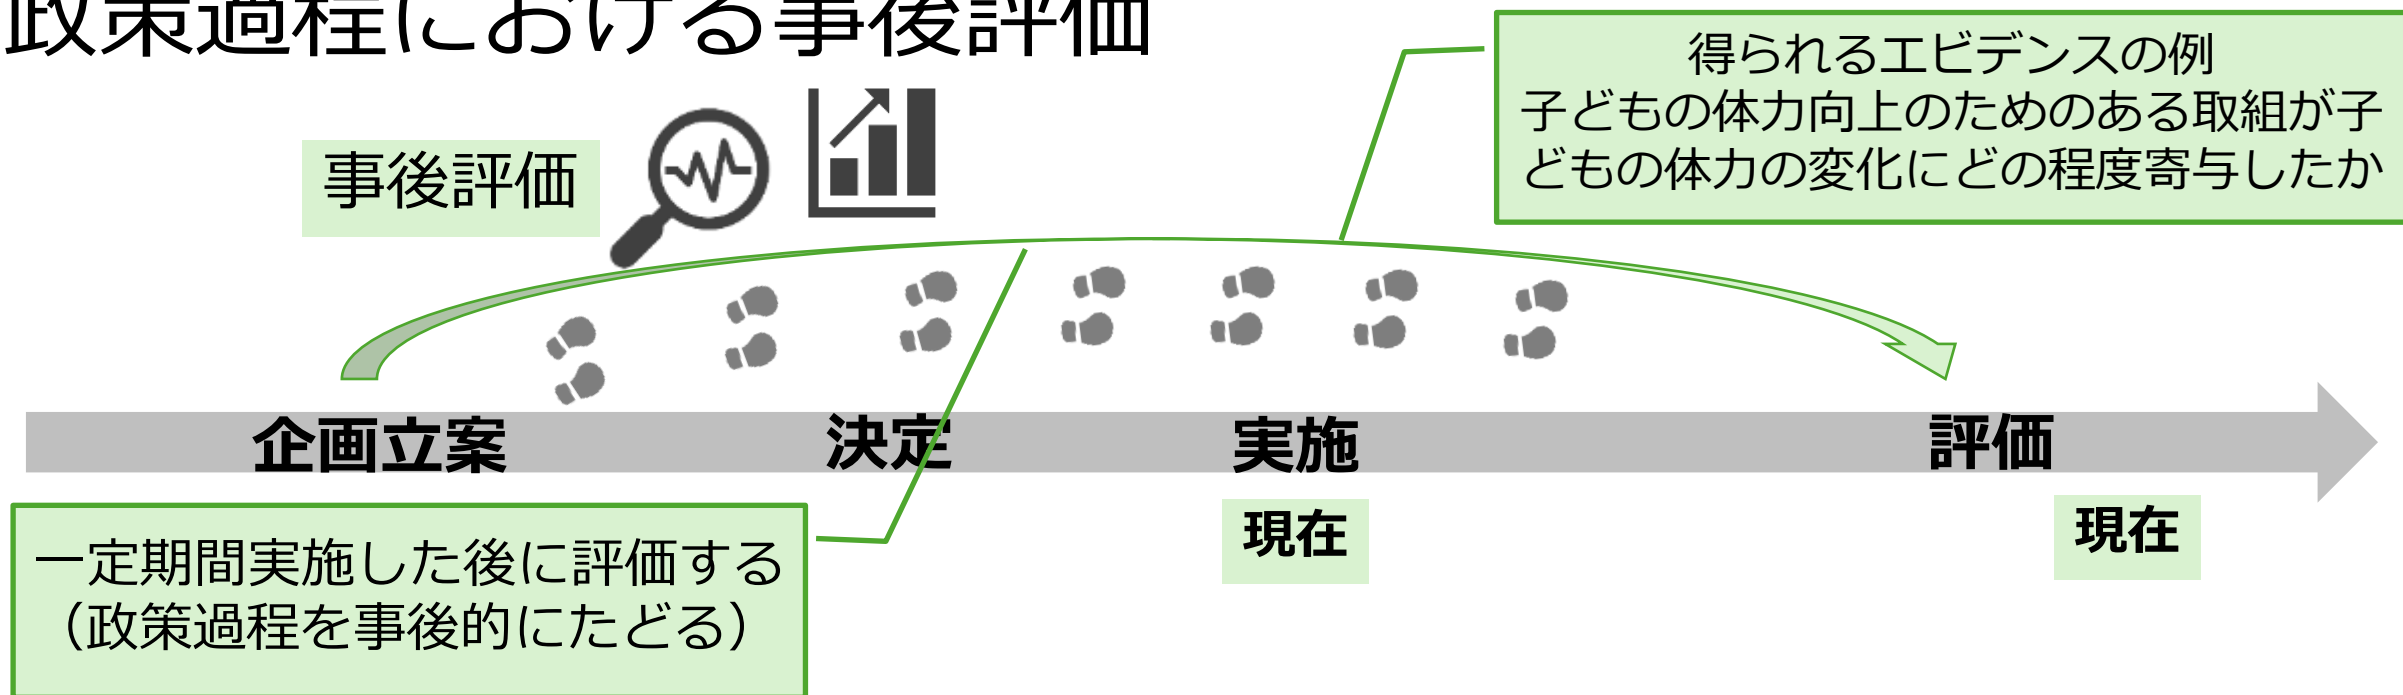 政策過程における事後評価
得られるエビデンスの例
子どもの体力向上のためのある取組が子
どもの体力の変化にどの程度寄与したか
事後評価
企画立案
決定
実施
評価
現在
現在
一定期間実施した後に評価する
（政策過程を事後的にたどる）